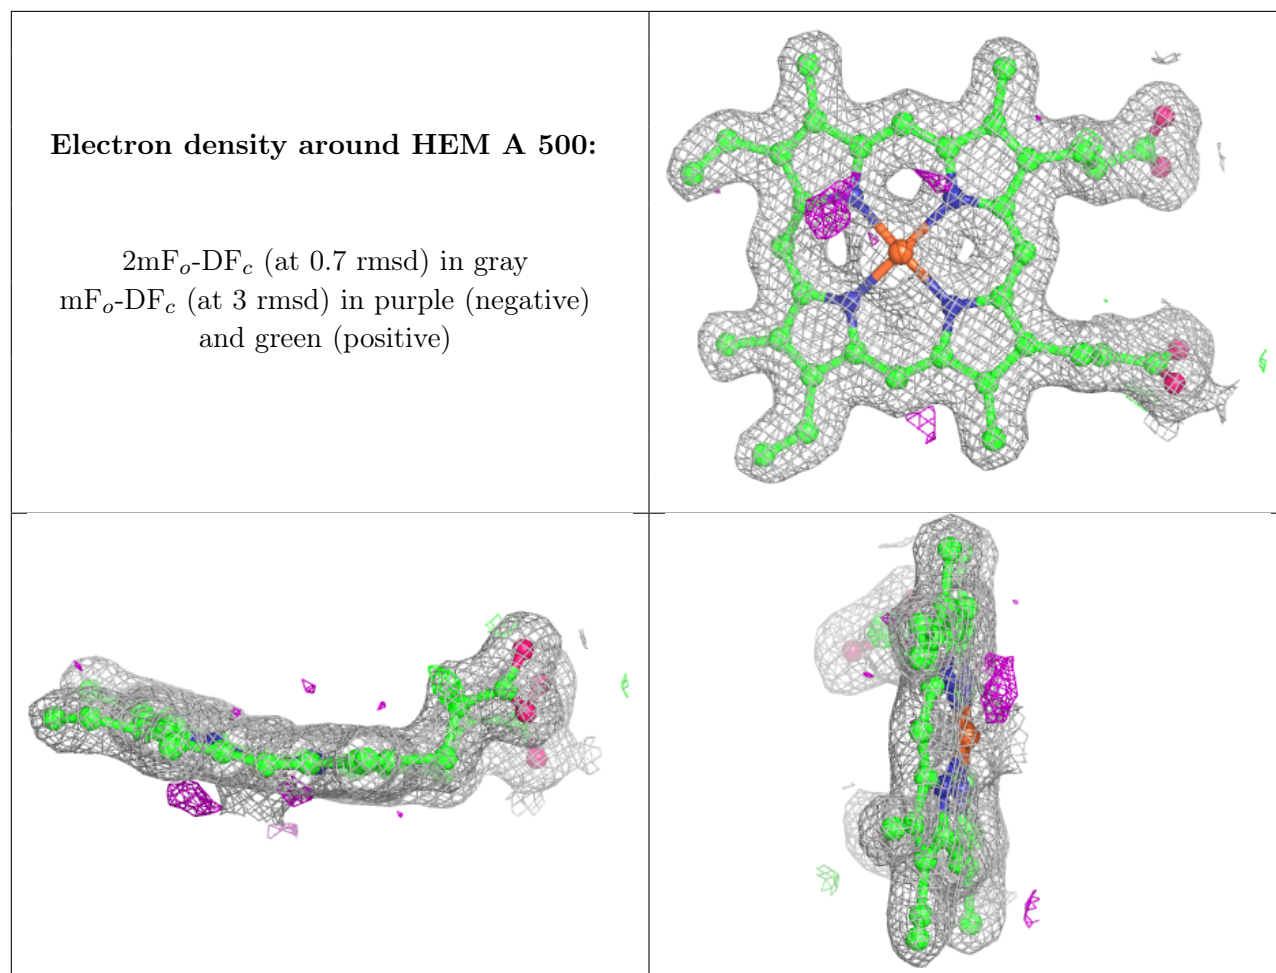 Electron density around HEM A 500:
2mFₒ-DF𝒸 (at 0.7 rmsd) in gray
mFₒ-DF𝒸 (at 3 rmsd) in purple (negative)
and green (positive)